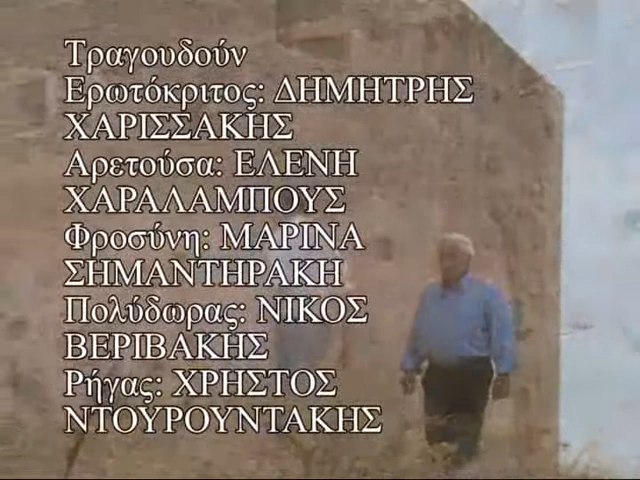 Τραγουδούν
Ερωτόκριτος: ΔΗΜΗΤΡΗΣ
ΧΑΡΙΣΣΑΚΗΣ
Αρετούσα: ΕΛΕΝΗ
ΧΑΡΑΛΑΜΠΟΥΣ
Φροσύνη: ΜΑΡΙΝΑ
ΣΗΜΑΝΤΗΡΑΚΗ
Πολύδωρας: ΝΙΚΟΣ
ΒΕΡΙΒΑΚΗΣ
Ρήγας: ΧΡΗΣΤΟΣ
ΝΤΟΥΡΟΥΝΤΑΚΗΣ